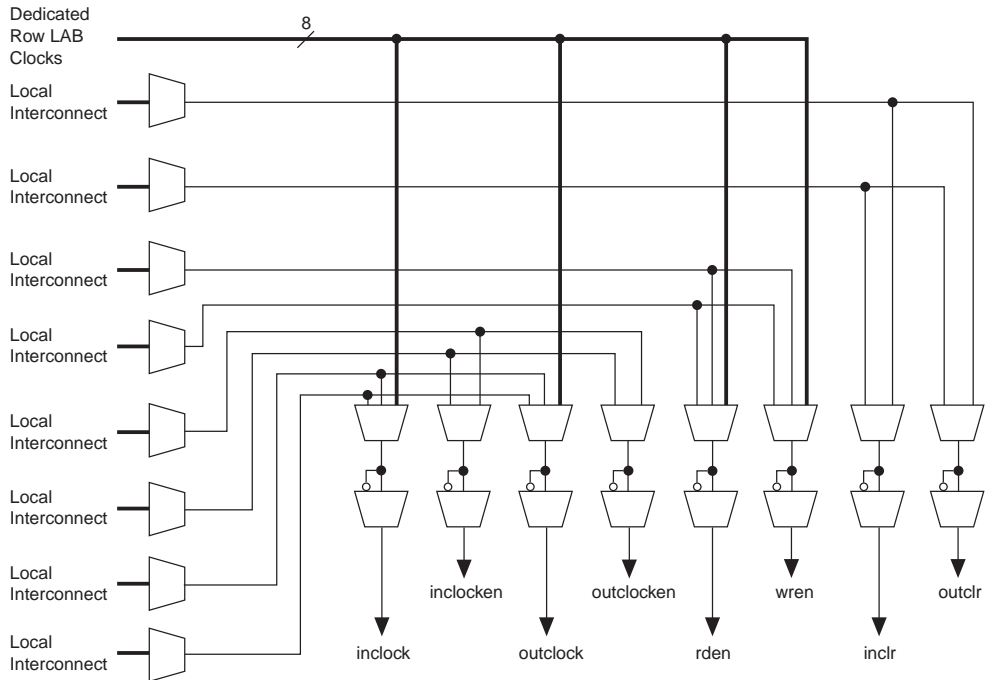 Dedicated
Row LAB
Clocks
8
Local
Interconnect
Local
Interconnect
Local
Interconnect
Local
Interconnect
Local
Interconnect
Local
Interconnect
Local
Interconnect
Local
Interconnect
inclocken
outclocken
wren
outclr
inclock
outclock
rden
inclr